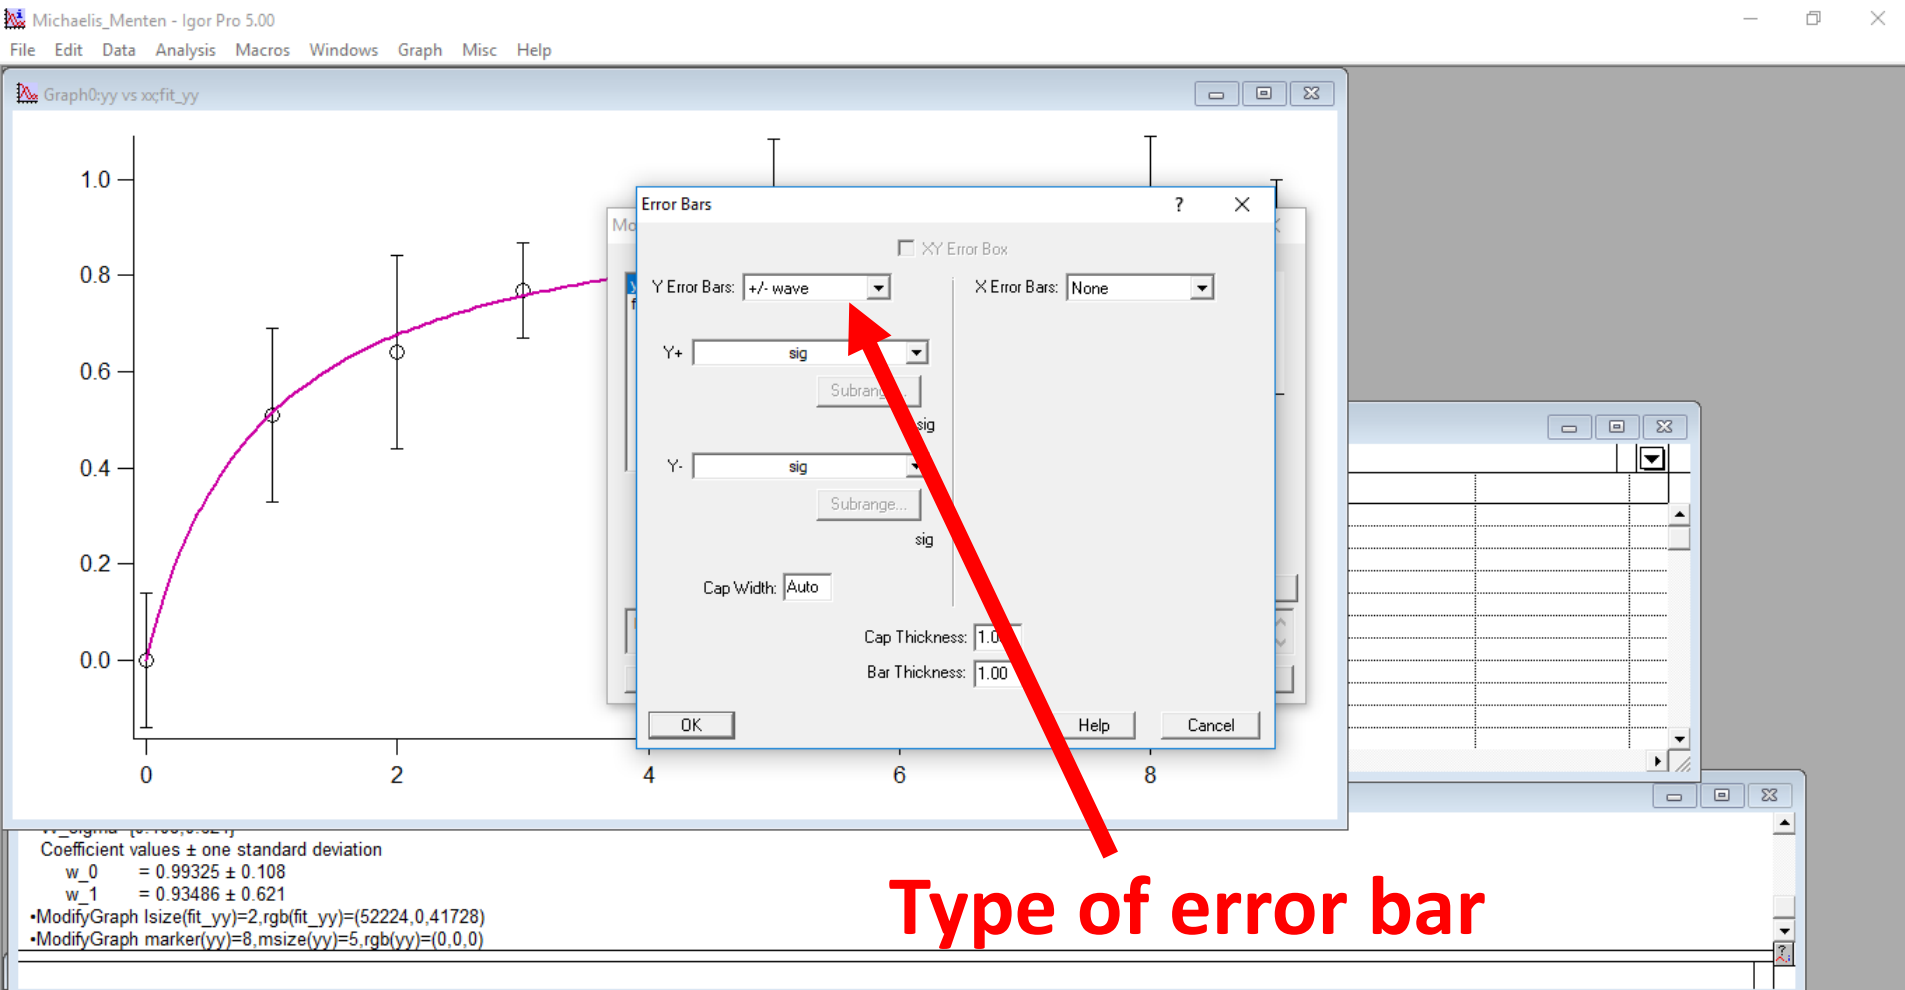 Michaelis_Menten - Igor Pro 5.00
File Edit Data Analysis Macros Windows Graph Misc Help
Graph0:yy vs xx;fit_yy
1.0
0.8
0.6
0.4
0.2
0.0
0 2 4 6 8
Mo
y
f
Error Bars ?
XY Error Box
Y Error Bars: +/- wave X Error Bars: None
Y+ sig
Subrange...
sig
Y- sig
Subrange...
sig
Cap Width: Auto
Cap Thickness: 1.00
Bar Thickness: 1.00
OK Help Cancel
Coefficient values ± one standard deviation
w_0 = 0.99325 ± 0.108
w_1 = 0.93486 ± 0.621
•ModifyGraph lsize(fit_yy)=2,rgb(fit_yy)=(52224,0,41728)
•ModifyGraph marker(yy)=8,msize(yy)=5,rgb(yy)=(0,0,0)
Type of error bar